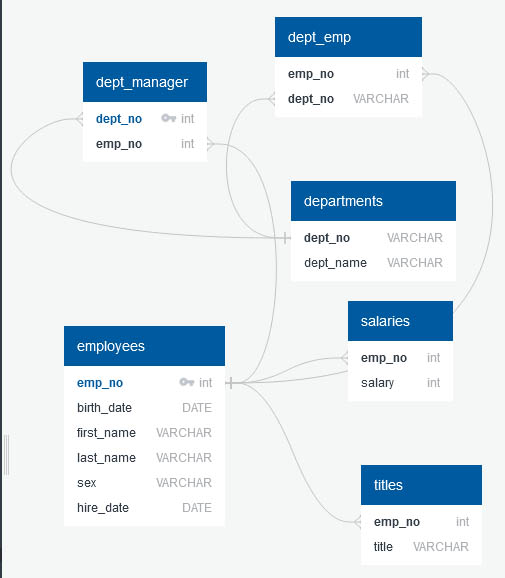 dept_emp
emp_no int
dept_no VARCHAR
dept_manager
dept_no int
emp_no int
departments
dept_no VARCHAR
dept_name VARCHAR
salaries
emp_no int
salary int
employees
emp_no int
birth_date DATE
first_name VARCHAR
last_name VARCHAR
sex VARCHAR
hire_date DATE
titles
emp_no int
title VARCHAR